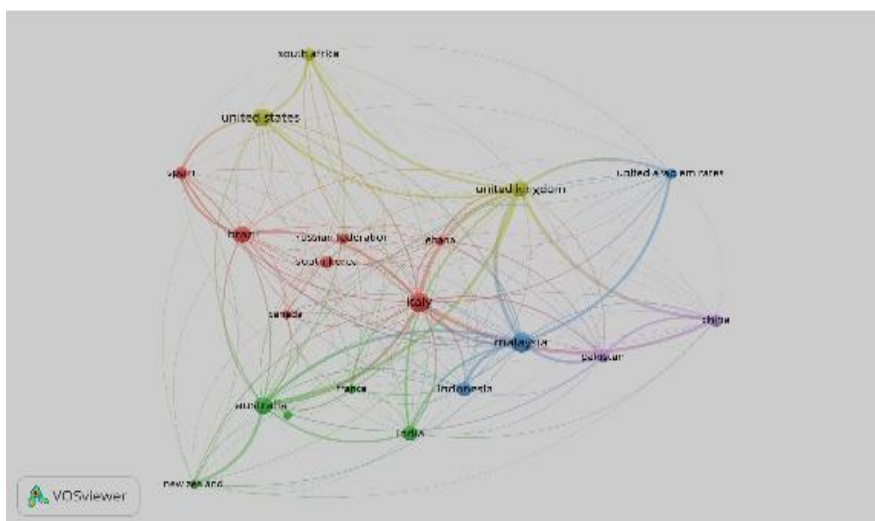 south africa
united states
spain
united kingdom
united arab emirates
brazil
russian federation
ghana
south korea
italy
canada
china
malaysia
pakistan
france
indonesia
australia
india
new zealand
VOSviewer